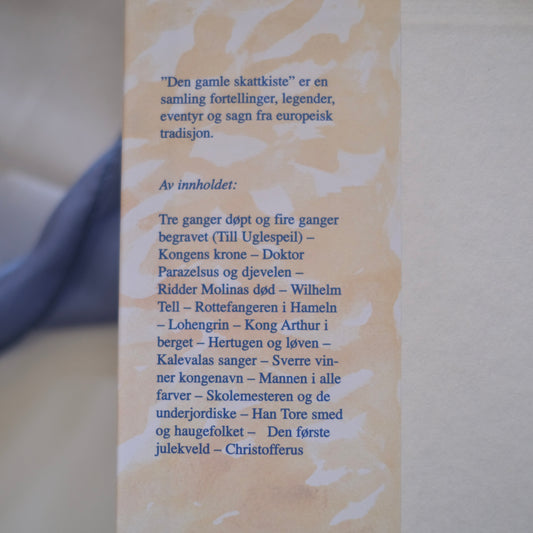 ”Den gamle skattkiste” er en
samling fortellinger, legender,
eventyr og sagn fra europeisk
tradisjon.
Av innholdet:
Tre ganger døpt og fire ganger
begravet (Till Uglespeil) –
Kongens krone – Doktor
Parazelsus og djevelen –
Ridder Molinas død – Wilhelm
Tell – Rottefangeren i Hameln
– Lohengrin – Kong Arthur i
berget – Hertugen og løven –
Kalevalas sanger – Sverre vin-
ner kongenavn – Mannen i alle
farver – Skolemesteren og de
underjordiske – Han Tore smed
og haugefolket – Den første
julekveld – Christofferus